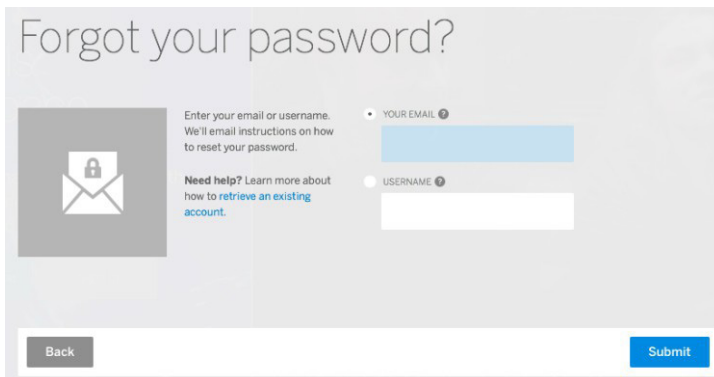 Forgot your password?
Enter your email or username.
We'll email instructions on how
to reset your password.
Need help? Learn more about
how to retrieve an existing
account.
YOUR EMAIL ?
USERNAME ?
Back
Submit